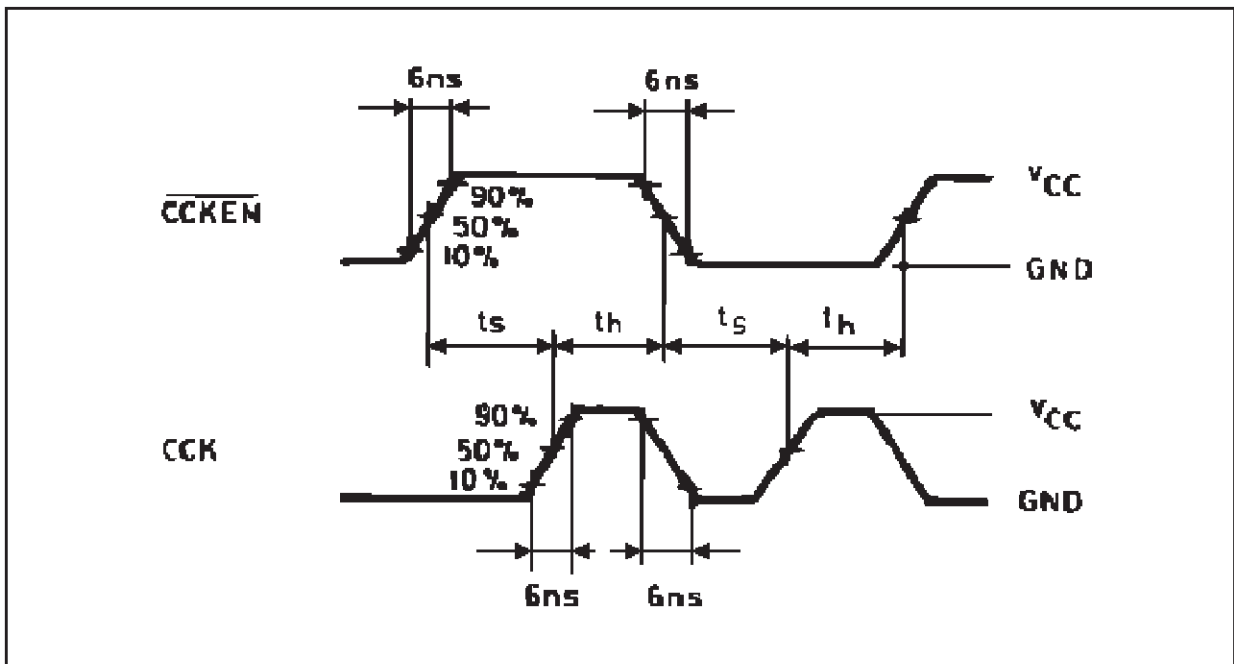 6ns 6ns
CCKEN
90%
50%
10%
VCC
GND
ts th ts th
CCK
90%
50%
10%
VCC
GND
6ns 6ns